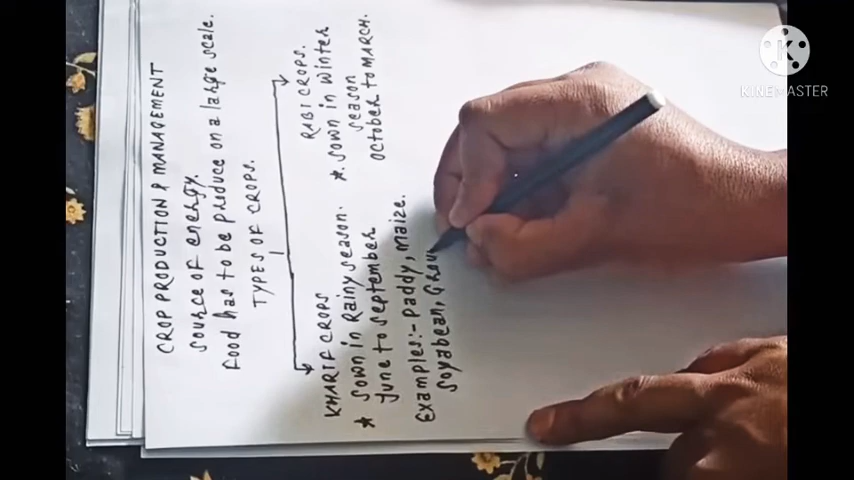 CROP PRODUCTION & MANAGEMENT
Source of energy.
Food has to be produce on a large scale.
TYPES OF CROPS.
KHARIF CROPS
* Sown in Rainy season.
June to September
Examples:- Paddy, Maize.
Soyabean, Grou
RABI CROPS.
*. Sown in winter
season
October to MARCH.
K
KINEMASTER